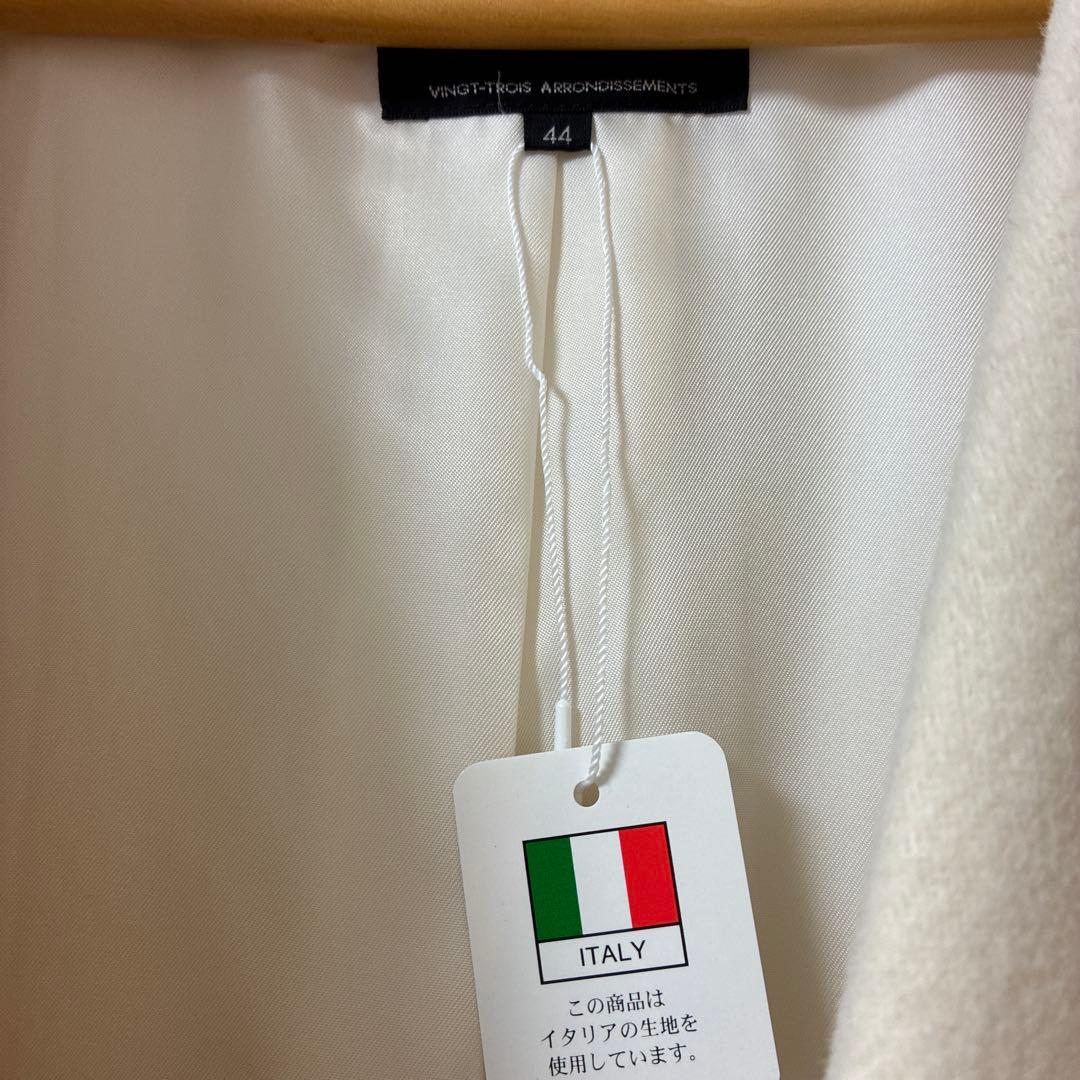 VINGT-TROIS ARRONDISSEMENTS
44
ITALY
この商品は
イタリアの生地を
使用しています。